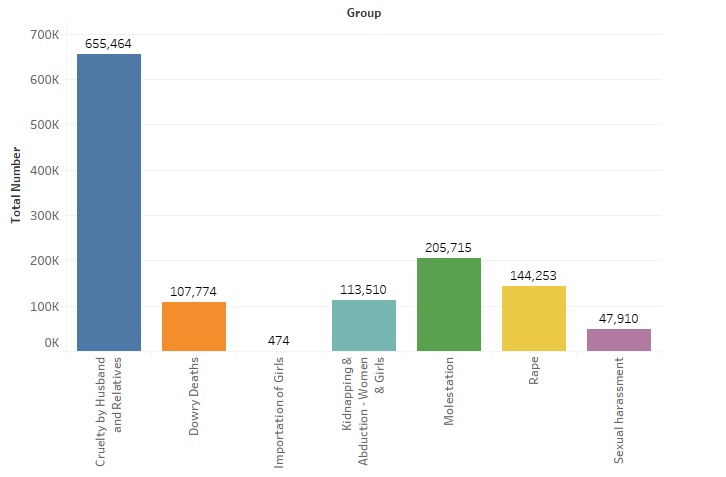 Group
Total Number
700K
600K
500K
400K
300K
200K
100K
0K
655,464
107,774
474
113,510
205,715
144,253
47,910
Cruelty by Husband
and Relatives
Dowry Deaths
Importation of Girls
Kidnapping &
Abduction - Women
& Girls
Molestation
Rape
Sexual harassment